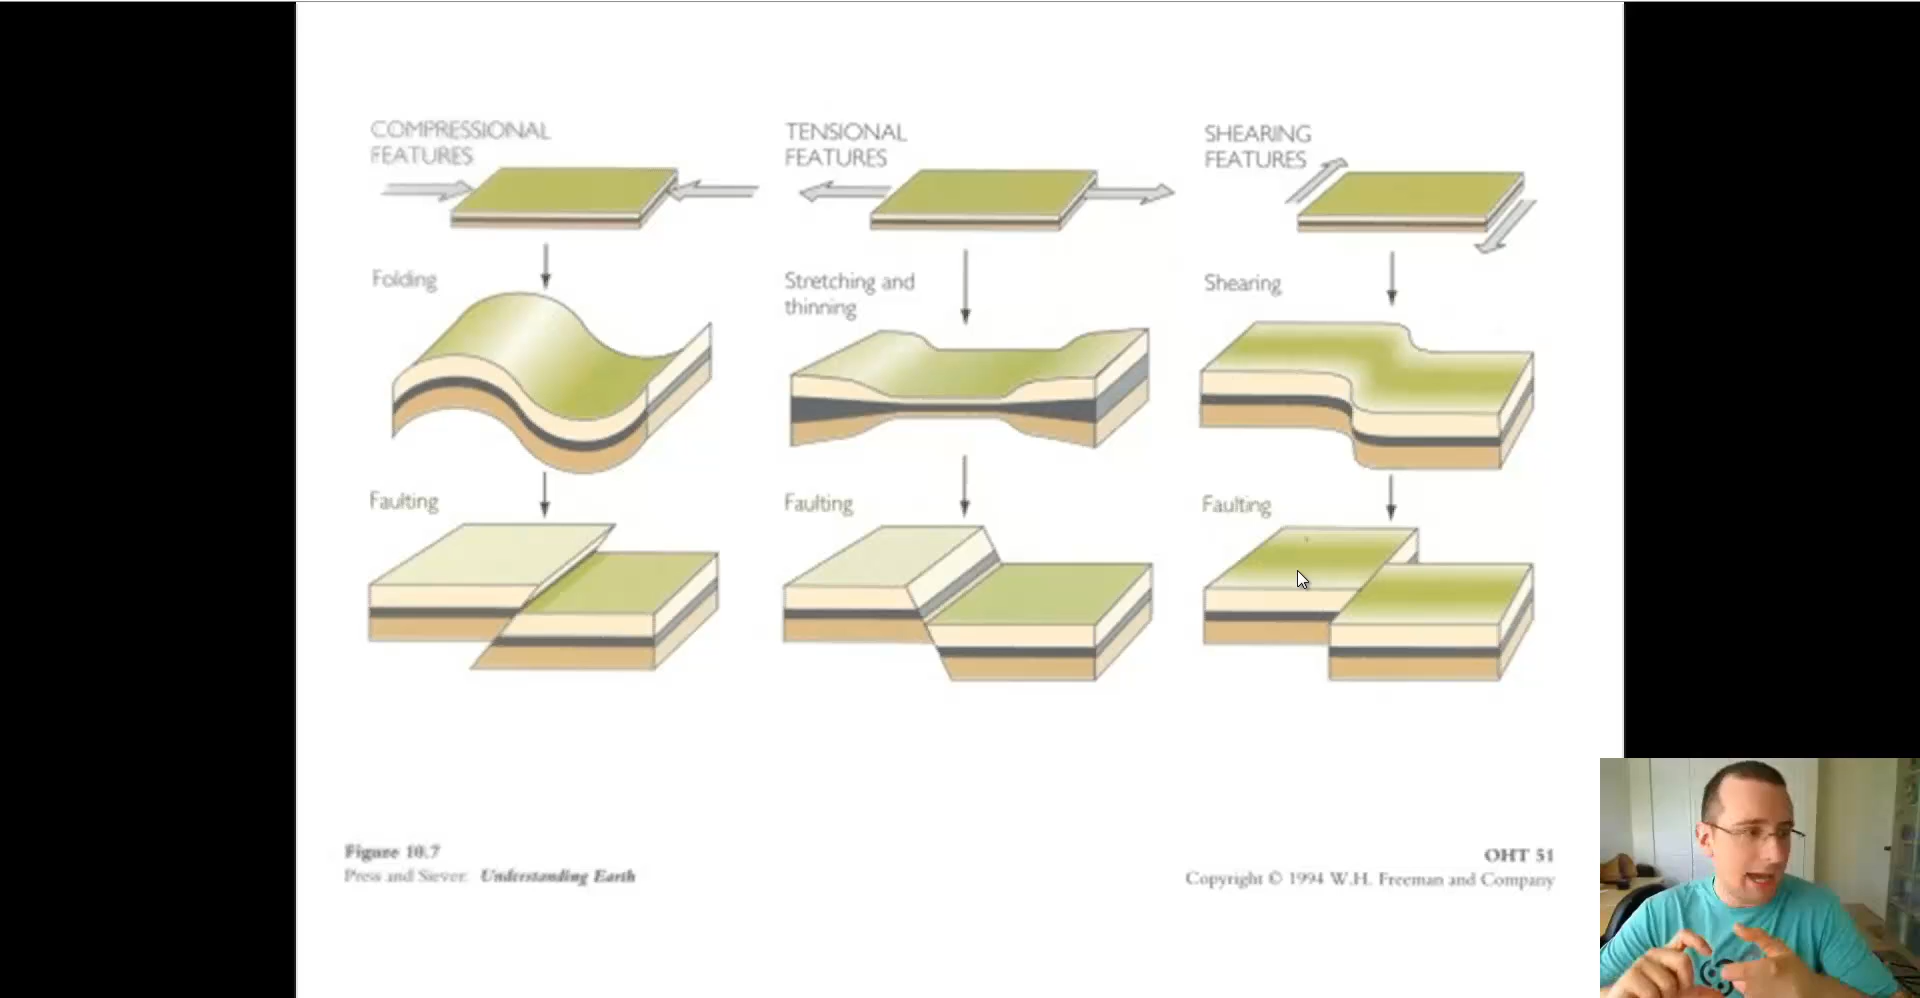 COMPRESSIONAL
FEATURES
Folding
Faulting
TENSIONAL
FEATURES
Stretching and
thinning
Faulting
SHEARING
FEATURES
Shearing
Faulting
Figure 10.7
Press and Siever: Understanding Earth
OHT 51
Copyright © 1994 W.H. Freeman and Company